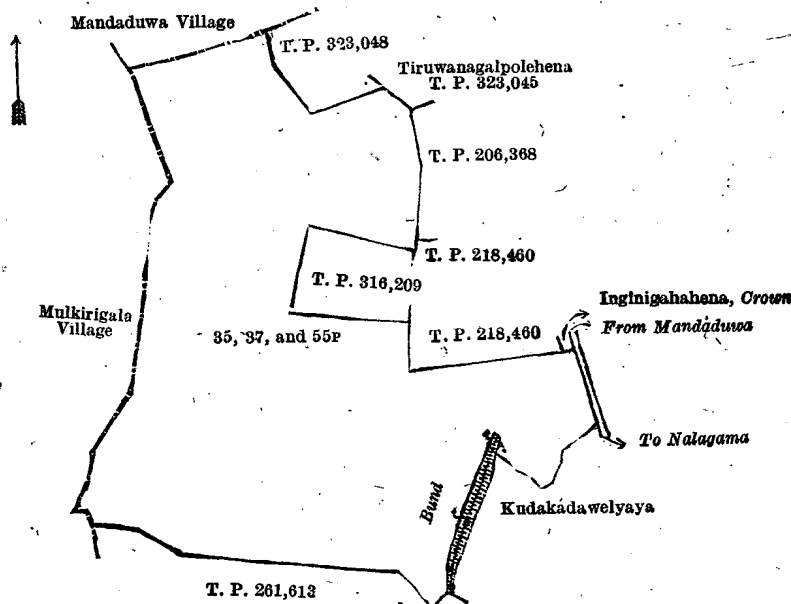 Mandaduwa Village
T. P. 323,048
Tiruwanagalpolehena
T. P. 323,045
T. P. 206,368
T. P. 218,460
T. P. 316,209
Inginigahahena, Crown
From Mandaduwa
Mulkirigala
Village
35, 37, and 55P
T. P. 218,460
To Nalagama
Bund
Kudakádawelyaya
T. P. 261,613